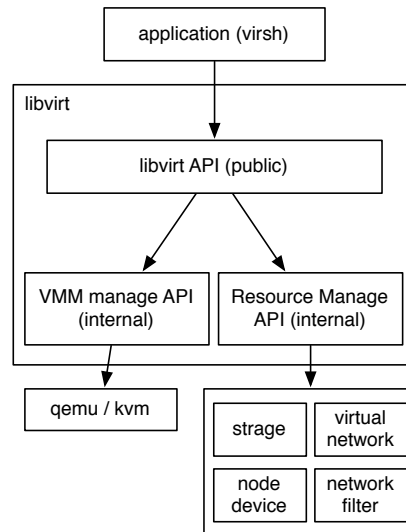 application (virsh)
libvirt
libvirt API (public)
VMM manage API
(internal)
Resource Manage
API (internal)
qemu / kvm
strage
virtual
network
node
device
network
filter